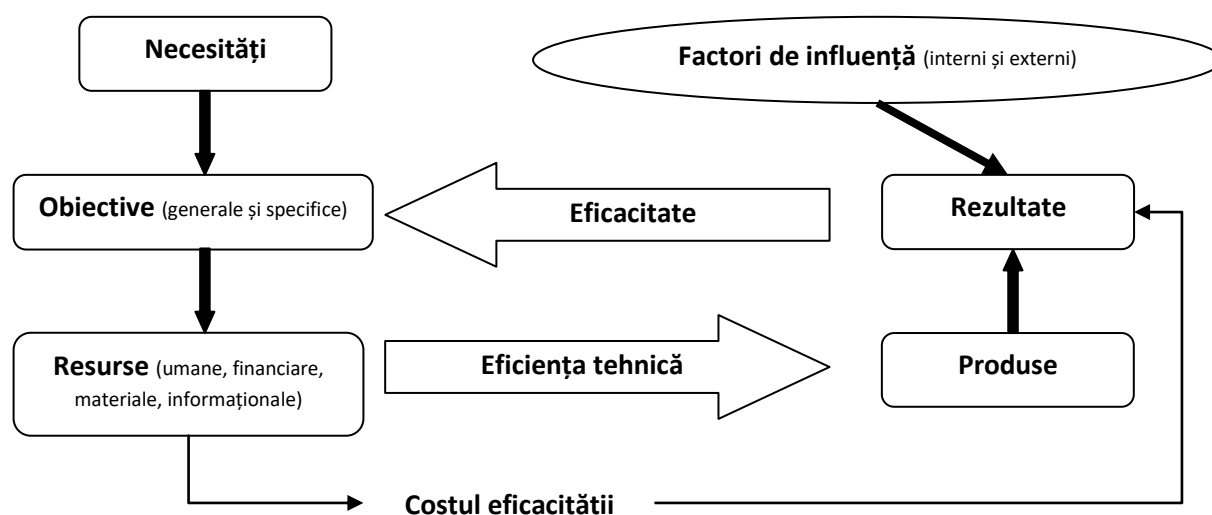 Necesități
Factori de influență (interni și externi)
Obiective (generale și specifice)
Eficacitate
Rezultate
Resurse (umane, financiare,
materiale, informaționale)
Eficiența tehnică
Produse
Costul eficacității